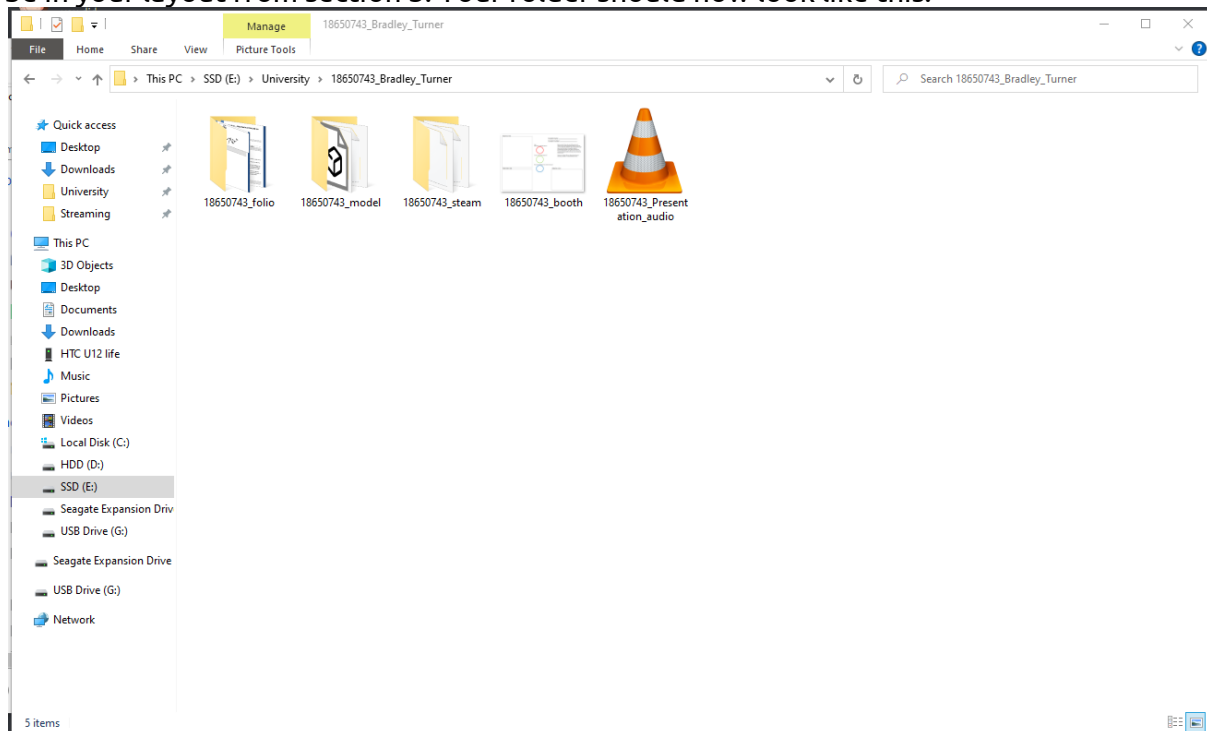 Manage
18650743_Bradley_Turner
File Home Share View Picture Tools
This PC > SSD (E:) > University > 18650743_Bradley_Turner
Search 18650743_Bradley_Turner
Quick access
Desktop
Downloads
University
Streaming
This PC
3D Objects
Desktop
Documents
Downloads
HTC U12 life
Music
Pictures
Videos
Local Disk (C:)
HDD (D:)
SSD (E:)
Seagate Expansion Driv
USB Drive (G:)
Seagate Expansion Drive
USB Drive (G:)
Network
18650743_folio
18650743_model
18650743_steam
18650743_booth
18650743_Present
ation_audio
5 items